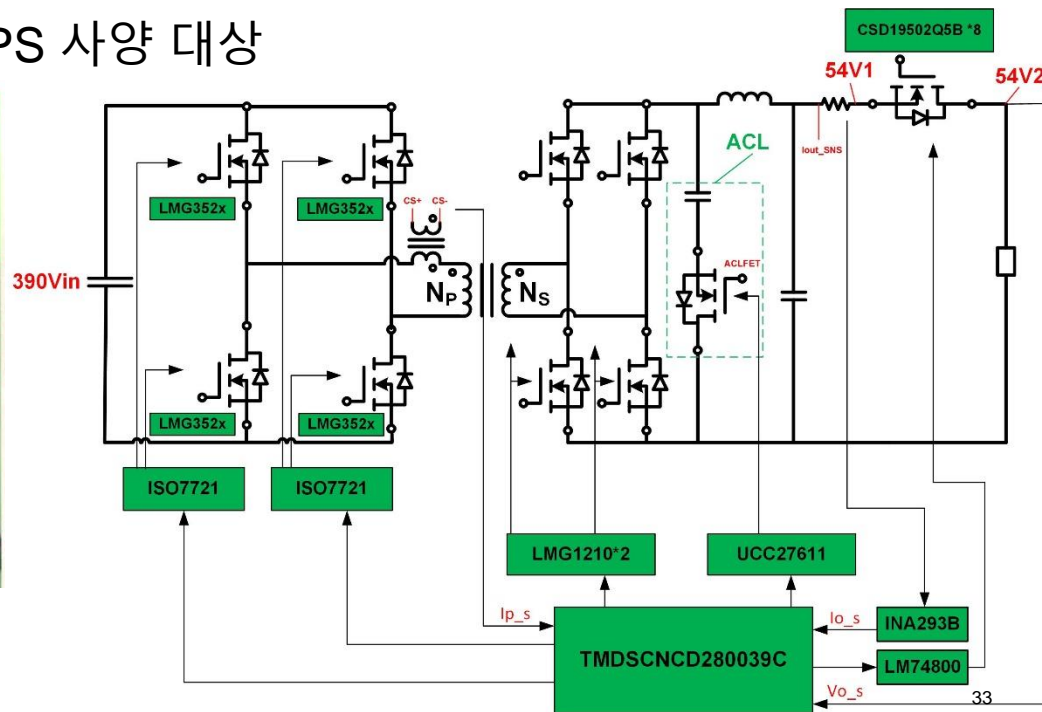 PS 사양 대상
CSD19502Q5B *8
54V1
54V2
ACL
Iout_SNS
LMG352x
LMG352x
CS+ CS-
390Vin
NP
NS
ACLFET
LMG352x
LMG352x
ISO7721
ISO7721
LMG1210*2
UCC27611
Ip_s
Io_s
INA293B
TMDSCNCD280039C
LM74800
Vo_s
33